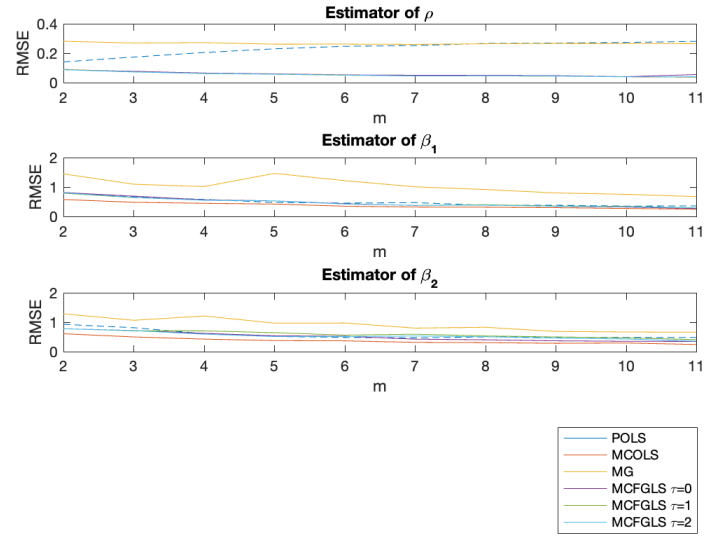 Estimator of ρ
RMSE
0.4
0.2
0
2 3 4 5 6 7 8 9 10 11
m
Estimator of β1
RMSE
2
1
0
2 3 4 5 6 7 8 9 10 11
m
Estimator of β2
RMSE
2
1
0
2 3 4 5 6 7 8 9 10 11
m
POLS
MCOLS
MG
MCFGLS τ=0
MCFGLS τ=1
MCFGLS τ=2